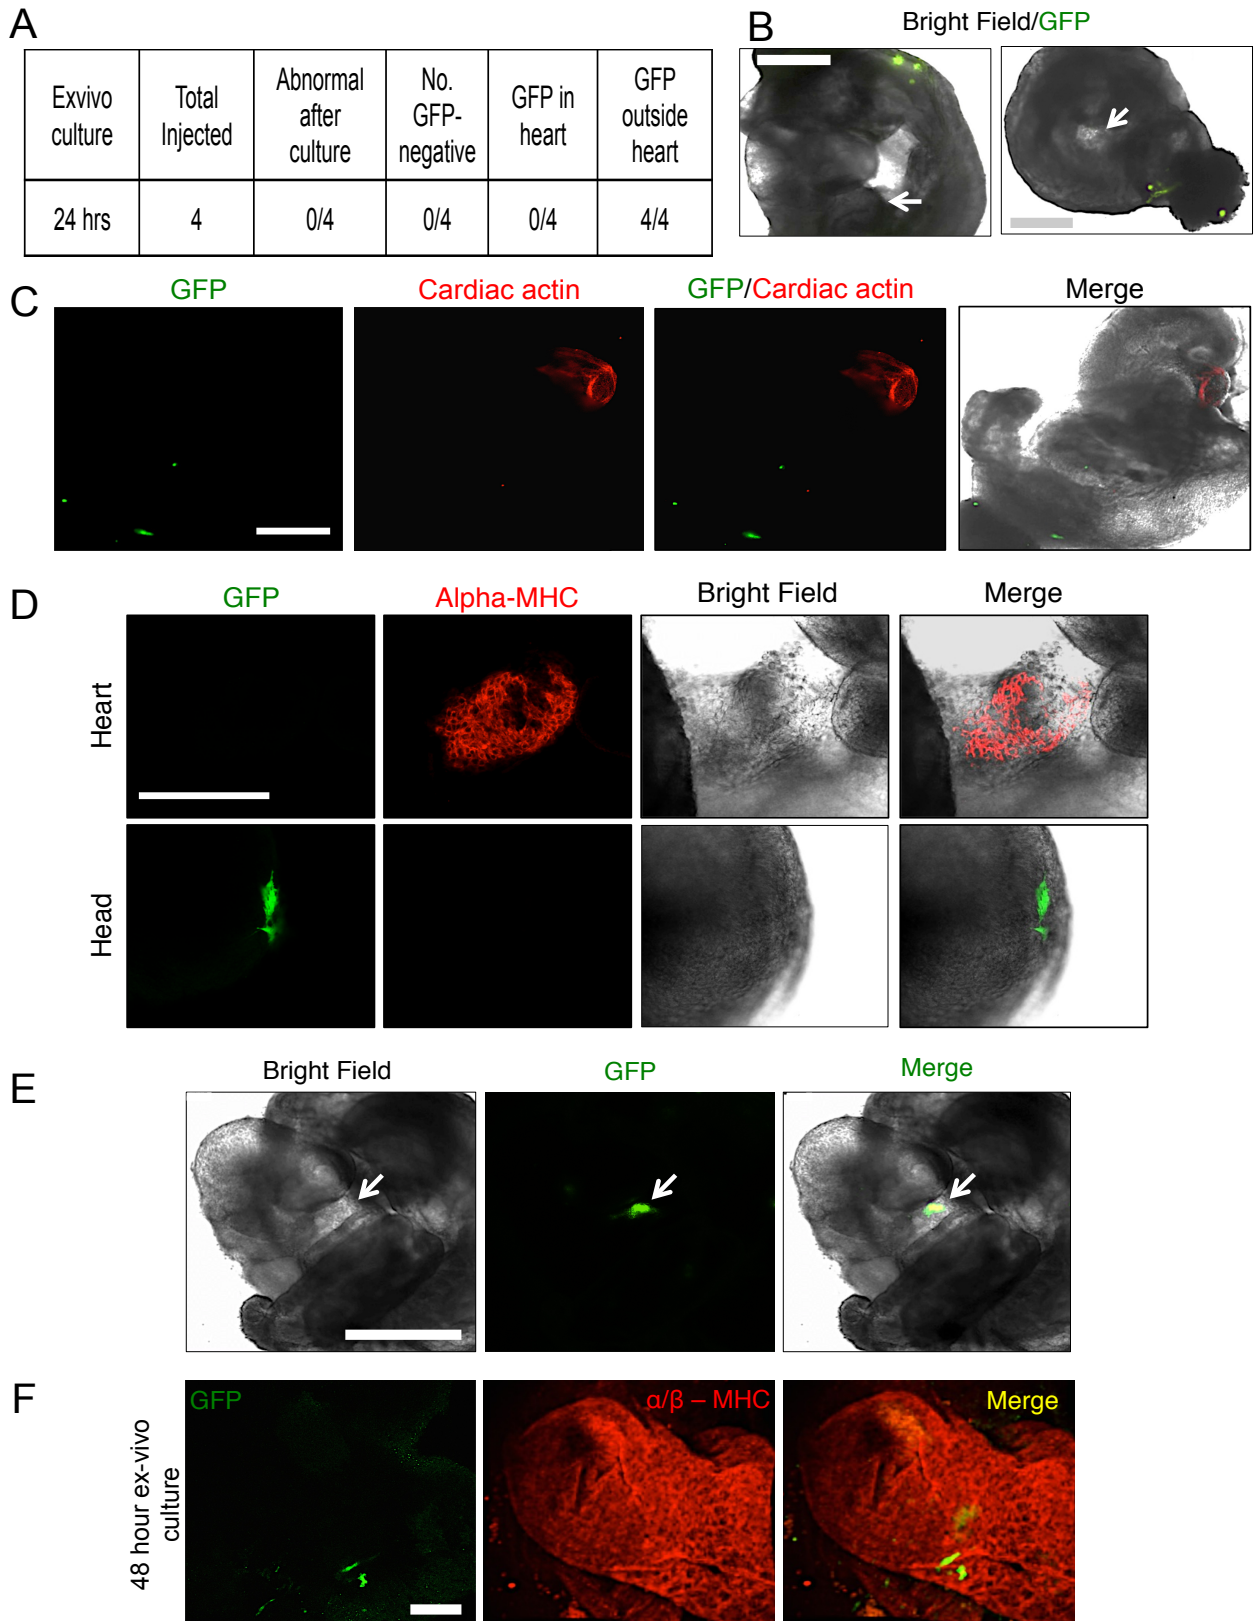 A
Exvivo culture
Total Injected
Abnormal after culture
No. GFP-negative
GFP in heart
GFP outside heart
24 hrs
4
0/4
0/4
0/4
4/4
B
Bright Field/GFP
C
GFP
Cardiac actin
GFP/Cardiac actin
Merge
D
GFP
Alpha-MHC
Bright Field
Merge
Heart
Head
E
Bright Field
GFP
Merge
F
48 hour ex-vivo
culture
GFP
α/β – MHC
Merge